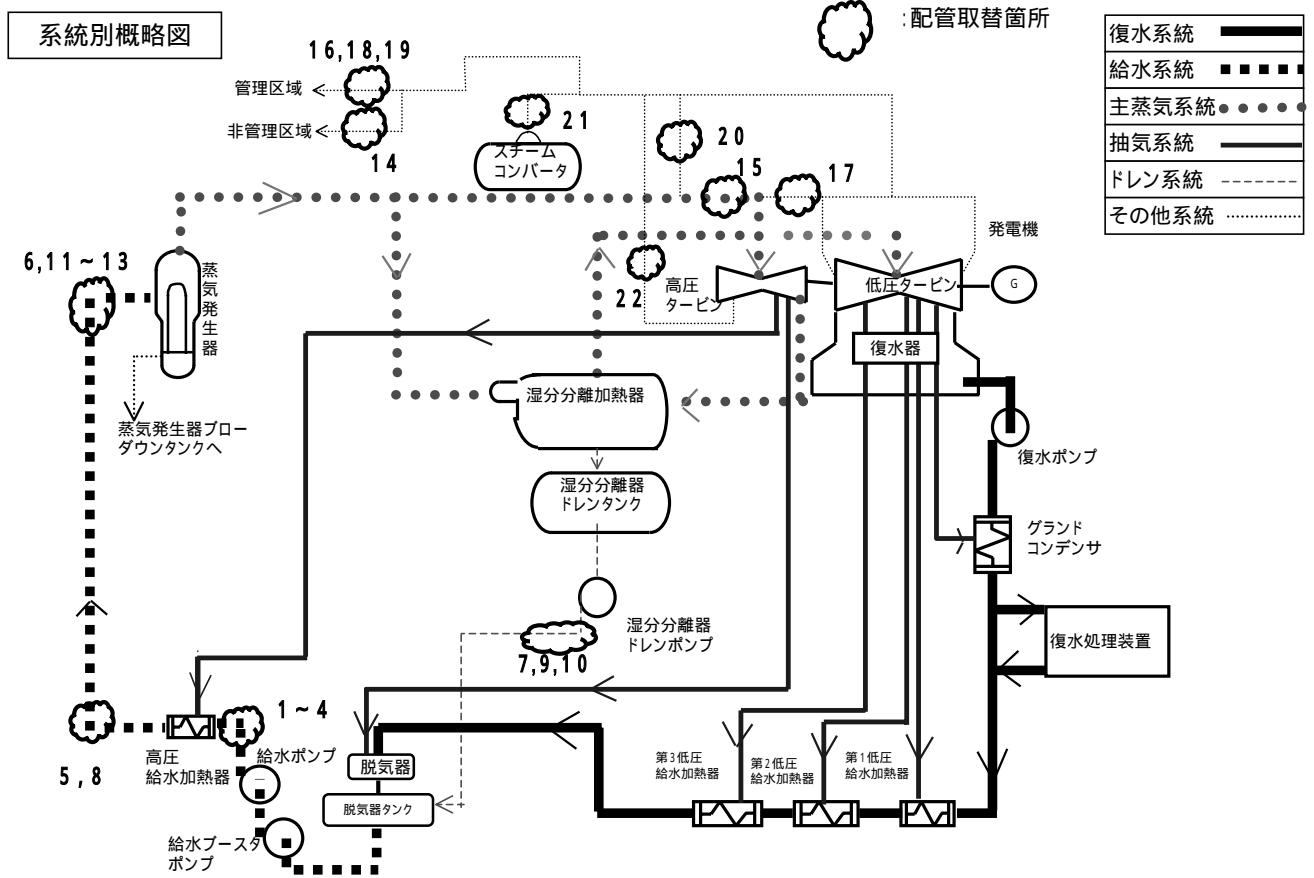 系統別概略図
:配管取替箇所
復水系統
給水系統
主蒸気系統
抽気系統
ドレン系統
その他系統
16,18,19
管理区域
非管理区域
14
21
スチーム
コンバータ
20
15
17
発電機
6,11～13
蒸気発生器
22
高圧
タービン
低圧タービン
G
復水器
湿分分離加熱器
蒸気発生器ブロー
ダウンタンクへ
復水ポンプ
湿分分離器
ドレンタンク
グランド
コンデンサ
湿分分離器
ドレンポンプ
復水処理装置
7,9,10
1～4
5,8
高圧
給水加熱器
給水ポンプ
脱気器
脱気器タンク
第3低圧
給水加熱器
第2低圧
給水加熱器
第1低圧
給水加熱器
給水ブースタ
ポンプ